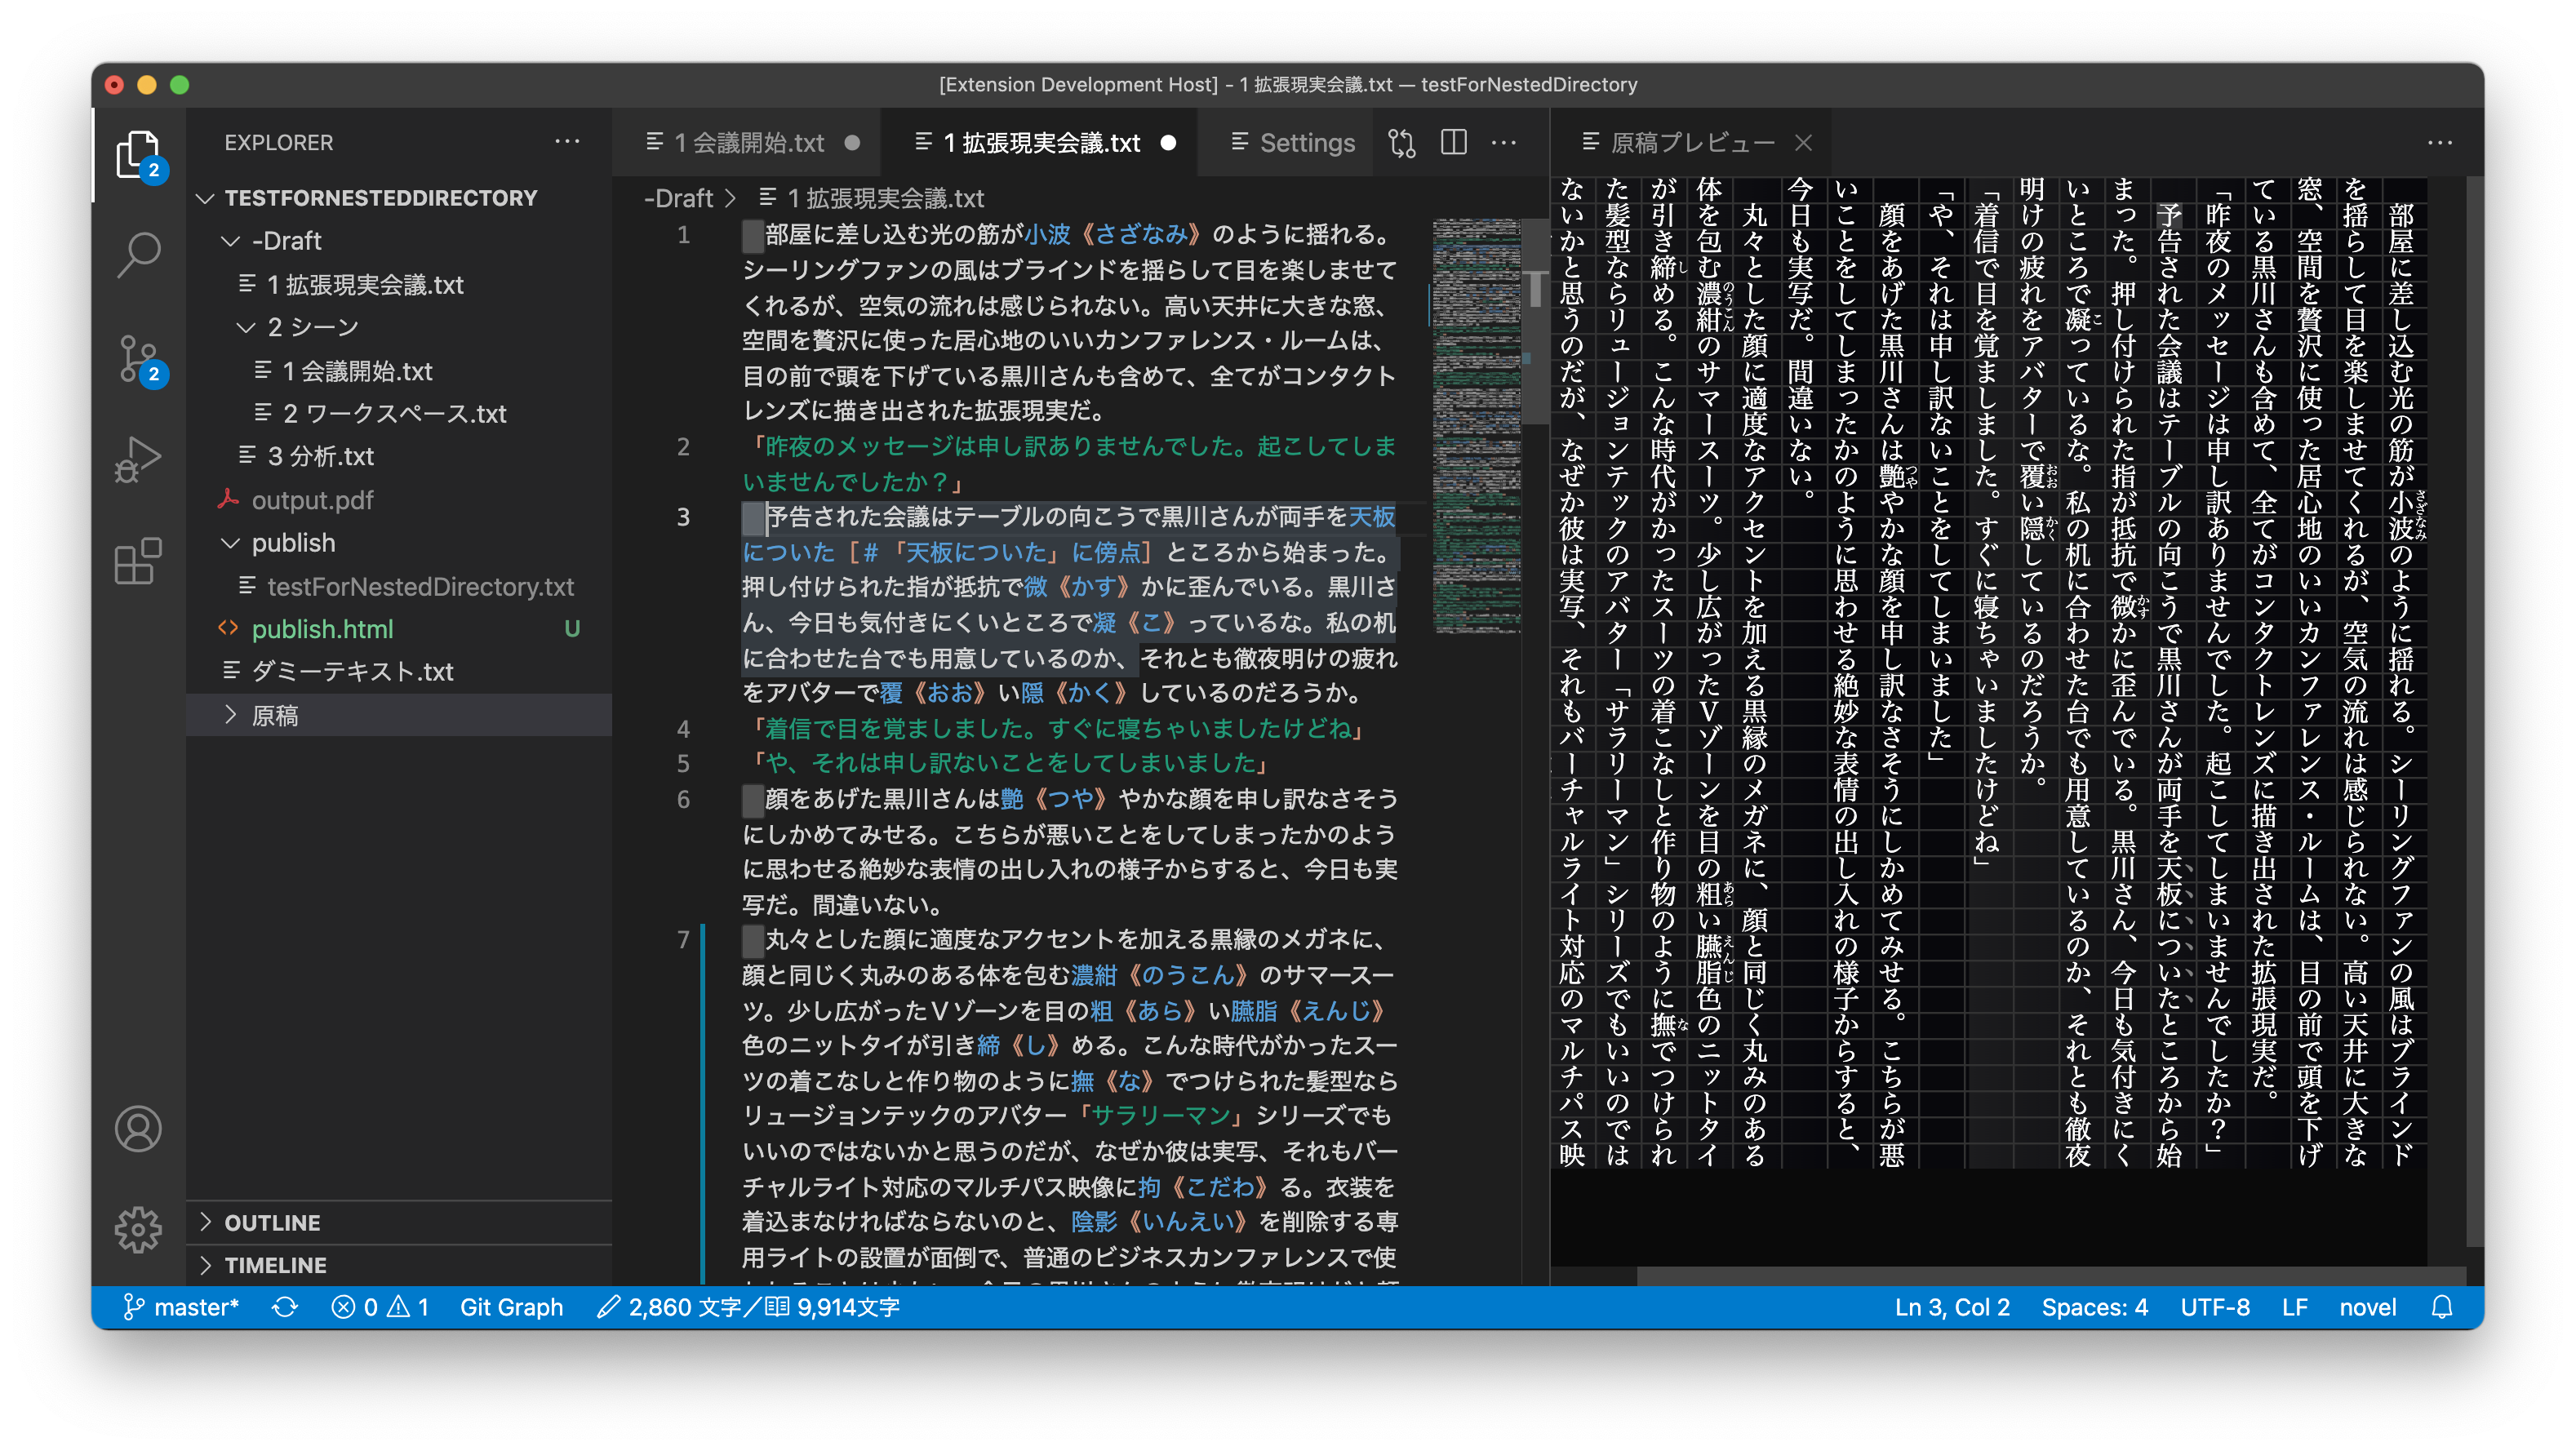 [Extension Development Host] - 1 拡張現実会議.txt — testForNestedDirectory
2
2
EXPLORER
TESTFORNESTEDDIRECTORY
-Draft
1 拡張現実会議.txt
2 シーン
1 会議開始.txt
2 ワークスペース.txt
3 分析.txt
output.pdf
publish
testForNestedDirectory.txt
publish.html U
ダミーテキスト.txt
原稿
OUTLINE
TIMELINE
1 会議開始.txt
1 拡張現実会議.txt
Settings
-Draft > 1 拡張現実会議.txt
1 部屋に差し込む光の筋が小波《さざなみ》のように揺れる。
シーリングファンの風はブラインドを揺らして目を楽しませて
くれるが、空気の流れは感じられない。高い天井に大きな窓、
空間を贅沢に使った居心地のいいカンファレンス・ルームは、
目の前で頭を下げている黒川さんも含めて、全てがコンタクト
レンズに描き出された拡張現実だ。
2 「昨夜のメッセージは申し訳ありませんでした。起こしてしま
いませんでしたか？」
3 予告された会議はテーブルの向こうで黒川さんが両手を天板
についた［＃「天板についた」に傍点］ところから始まった。
押し付けられた指が抵抗で微《かす》かに歪んでいる。黒川さ
ん、今日も気付きにくいところで凝《こ》っているな。私の机
に合わせた台でも用意しているのか、それとも徹夜明けの疲れ
をアバターで覆《おお》い隠《かく》しているのだろうか。
4 「着信で目を覚ましました。すぐに寝ちゃいましたけどね」
5 「や、それは申し訳ないことをしてしまいました」
6 顔をあげた黒川さんは艶《つや》やかな顔を申し訳なさそう
にしかめてみせる。こちらが悪いことをしてしまったかのよう
に思わせる絶妙な表情の出し入れの様子からすると、今日も実
写だ。間違いない。
7 丸々とした顔に適度なアクセントを加える黒縁のメガネに、
顔と同じく丸みのある体を包む濃紺《のうこん》のサマースー
ツ。少し広がったＶゾーンを目の粗《あら》い臙脂《えんじ》
色のニットタイが引き締《し》める。こんな時代がかったスー
ツの着こなしと作り物のように撫《な》でつけられた髪型なら
リュージョンテックのアバター「サラリーマン」シリーズでも
いいのではないかと思うのだが、なぜか彼は実写、それもバー
チャルライト対応のマルチパス映像に拘《こだわ》る。衣装を
着込まなければならないのと、陰影《いんえい》を削除する専
用ライトの設置が面倒で、普通のビジネスカンファレンスで使
原稿プレビュー
部屋に差し込む光の筋が小波さざなみのように揺れる。シーリングファンの風はブラインド
を揺らして目を楽しませてくれるが、空気の流れは感じられない。高い天井に大きな
窓、空間を贅沢に使った居心地のいいカンファレンス・ルームは、目の前で頭を下げ
ている黒川さんも含めて、全てがコンタクトレンズに描き出された拡張現実だ。
「昨夜のメッセージは申し訳ありませんでした。起こしてしまいませんでしたか？」
予告された会議はテーブルの向こうで黒川さんが両手を天板についたところから始
まった。押し付けられた指が抵抗で微かすかに歪んでいる。黒川さん、今日も気付きにく
いところで凝こっているな。私の机に合わせた台でも用意しているのか、それとも徹夜
明けの疲れをアバターで覆おおい隠かくしているのだろうか。
「着信で目を覚ましました。すぐに寝ちゃいましたけどね」
「や、それは申し訳ないことをしてしまいました」
顔をあげた黒川さんは艶つややかな顔を申し訳なさそうにしかめてみせる。こちらが悪
いことをしてしまったかのように思わせる絶妙な表情の出し入れの様子からすると、
今日も実写だ。間違いない。
丸々とした顔に適度なアクセントを加える黒縁のメガネに、顔と同じく丸みのある
体を包む濃紺のうこんのサマースーツ。少し広がったＶゾーンを目の粗あらい臙脂えんじ色のニットタイ
が引き締しめる。こんな時代がかったスーツの着こなしと作り物のように撫なでつけられ
た髪型ならリュージョンテックのアバター「サラリーマン」シリーズでもいいのでは
ないかと思うのだが、なぜか彼は実写、それもバーチャルライト対応のマルチパス映
master* 0 1 Git Graph 2,860 文字／ 9,914文字 Ln 3, Col 2 Spaces: 4 UTF-8 LF novel